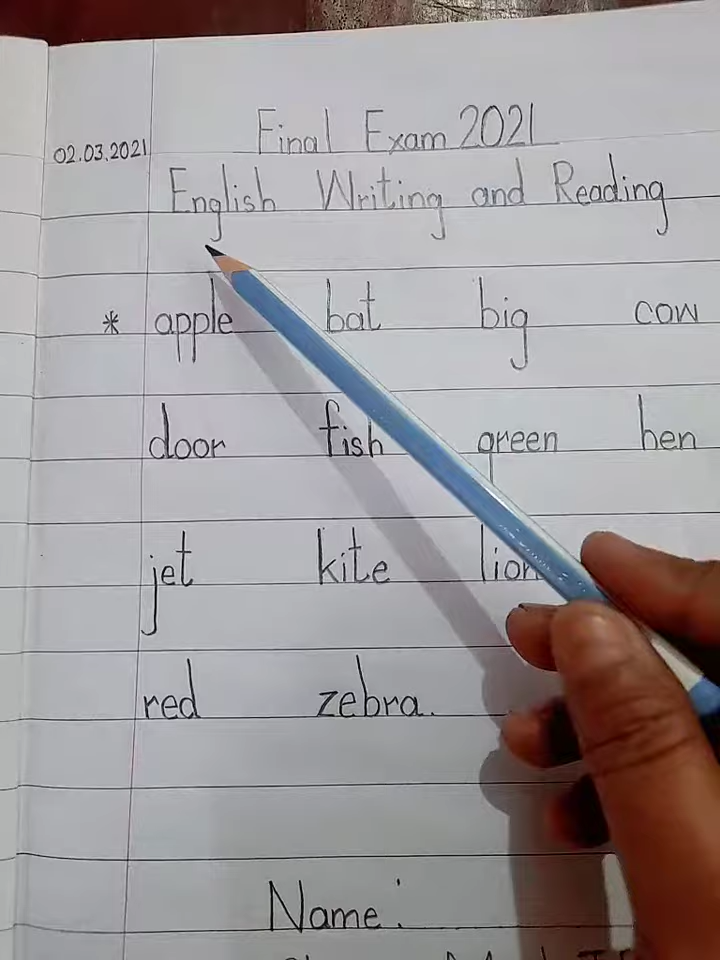 Final Exam 2021
02.03.2021
English Writing and Reading
* apple bat big cow
door fish green hen
jet kite lion
red zebra.
Name: